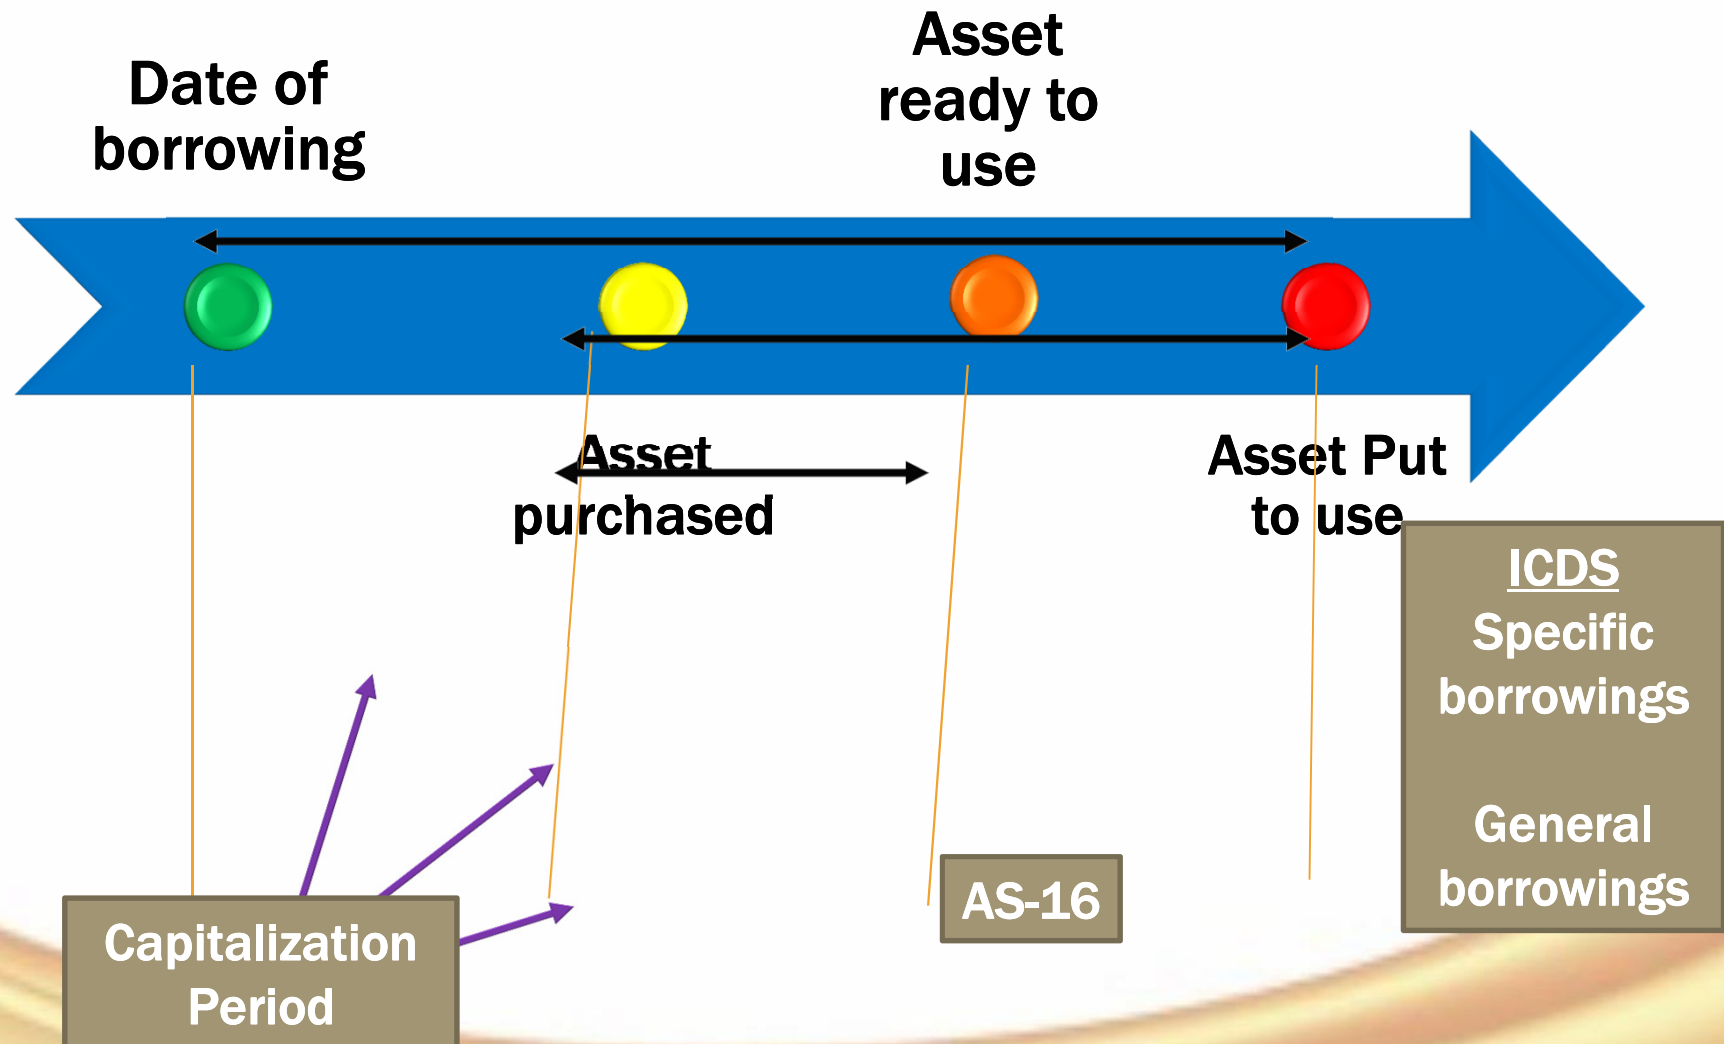 Date of
borrowing
Asset
ready to
use
Asset
purchased
Asset Put
to use
ICDS
Specific
borrowings
General
borrowings
AS-16
Capitalization
Period